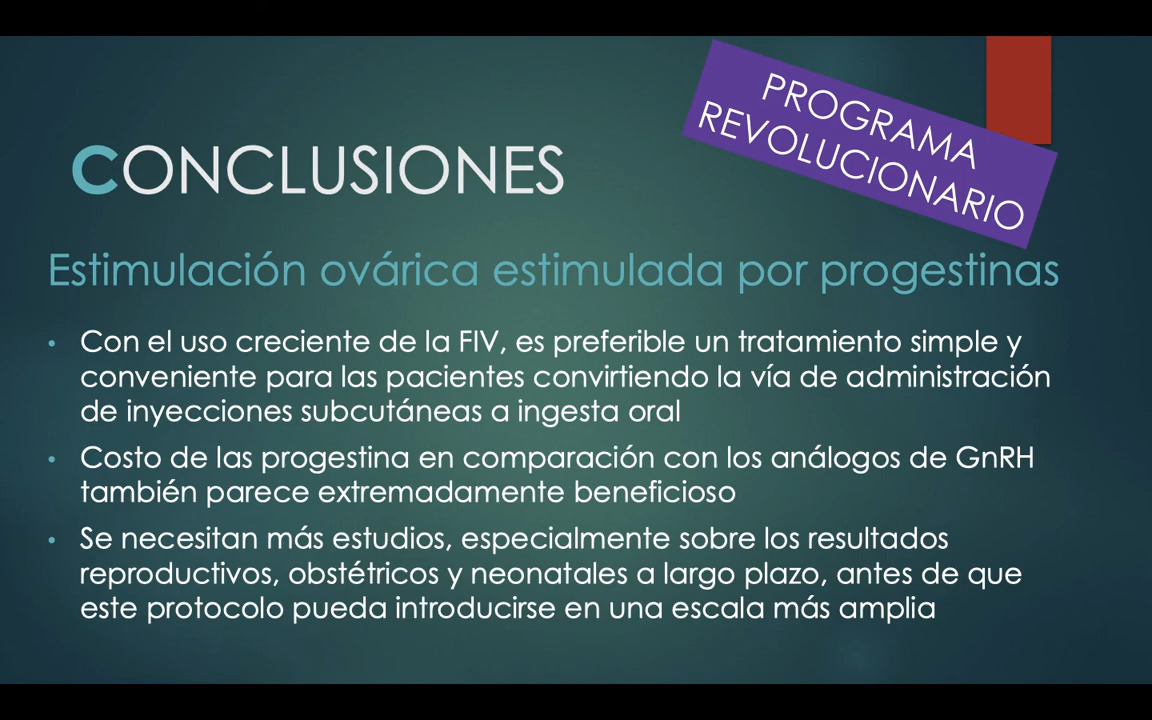 PROGRAMA
REVOLUCIONARIO
CONCLUSIONES
Estimulación ovárica estimulada por progestinas
• Con el uso creciente de la FIV, es preferible un tratamiento simple y
conveniente para las pacientes convirtiendo la vía de administración
de inyecciones subcutáneas a ingesta oral
• Costo de las progestina en comparación con los análogos de GnRH
también parece extremadamente beneficioso
• Se necesitan más estudios, especialmente sobre los resultados
reproductivos, obstétricos y neonatales a largo plazo, antes de que
este protocolo pueda introducirse en una escala más amplia